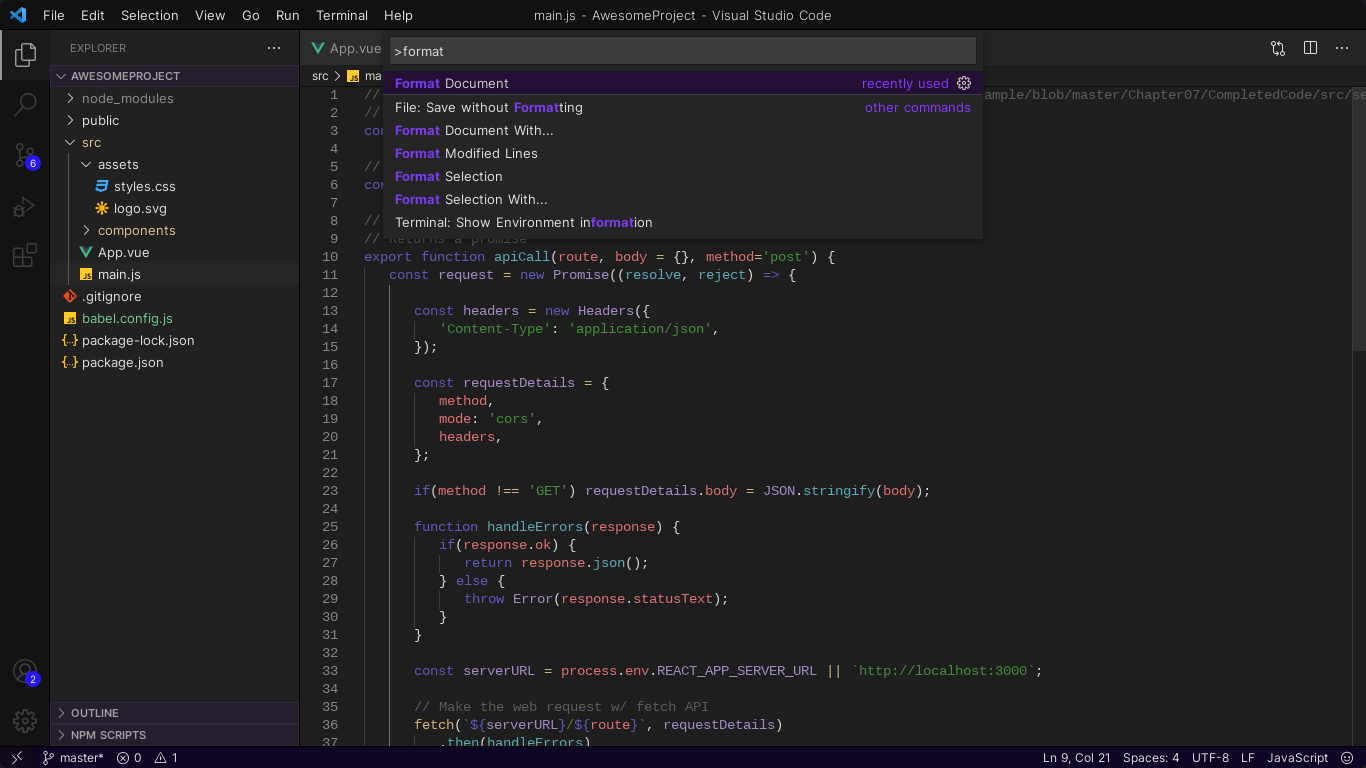 File Edit Selection View Go Run Terminal Help
main.js - AwesomeProject - Visual Studio Code
EXPLORER
AWESOMEPROJECT
node_modules
public
src
assets
styles.css
logo.svg
components
App.vue
main.js
.gitignore
babel.config.js
package-lock.json
package.json
OUTLINE
NPM SCRIPTS
6
2
App.vue
>format
Format Document recently used
File: Save without Formatting other commands
Format Document With...
Format Modified Lines
Format Selection
Format Selection With...
Terminal: Show Environment information
src
1 // ample/blob/master/Chapter07/CompletedCode/src/se
2 //
3
4
5 //
6
7
8 //
9 // Returns a promise
10 export function apiCall(route, body = {}, method='post') {
11 const request = new Promise((resolve, reject) => {
12
13 const headers = new Headers({
14 'Content-Type': 'application/json',
15 });
16
17 const requestDetails = {
18 method,
19 mode: 'cors',
20 headers,
21 };
22
23 if(method !== 'GET') requestDetails.body = JSON.stringify(body);
24
25 function handleErrors(response) {
26 if(response.ok) {
27 return response.json();
28 } else {
29 throw Error(response.statusText);
30 }
31 }
32
33 const serverURL = process.env.REACT_APP_SERVER_URL || `http://localhost:3000`;
34
35 // Make the web request w/ fetch API
36 fetch(`${serverURL}/${route}`, requestDetails)
37 .then(handleErrors)
master* 0 1
Ln 9, Col 21 Spaces: 4 UTF-8 LF JavaScript